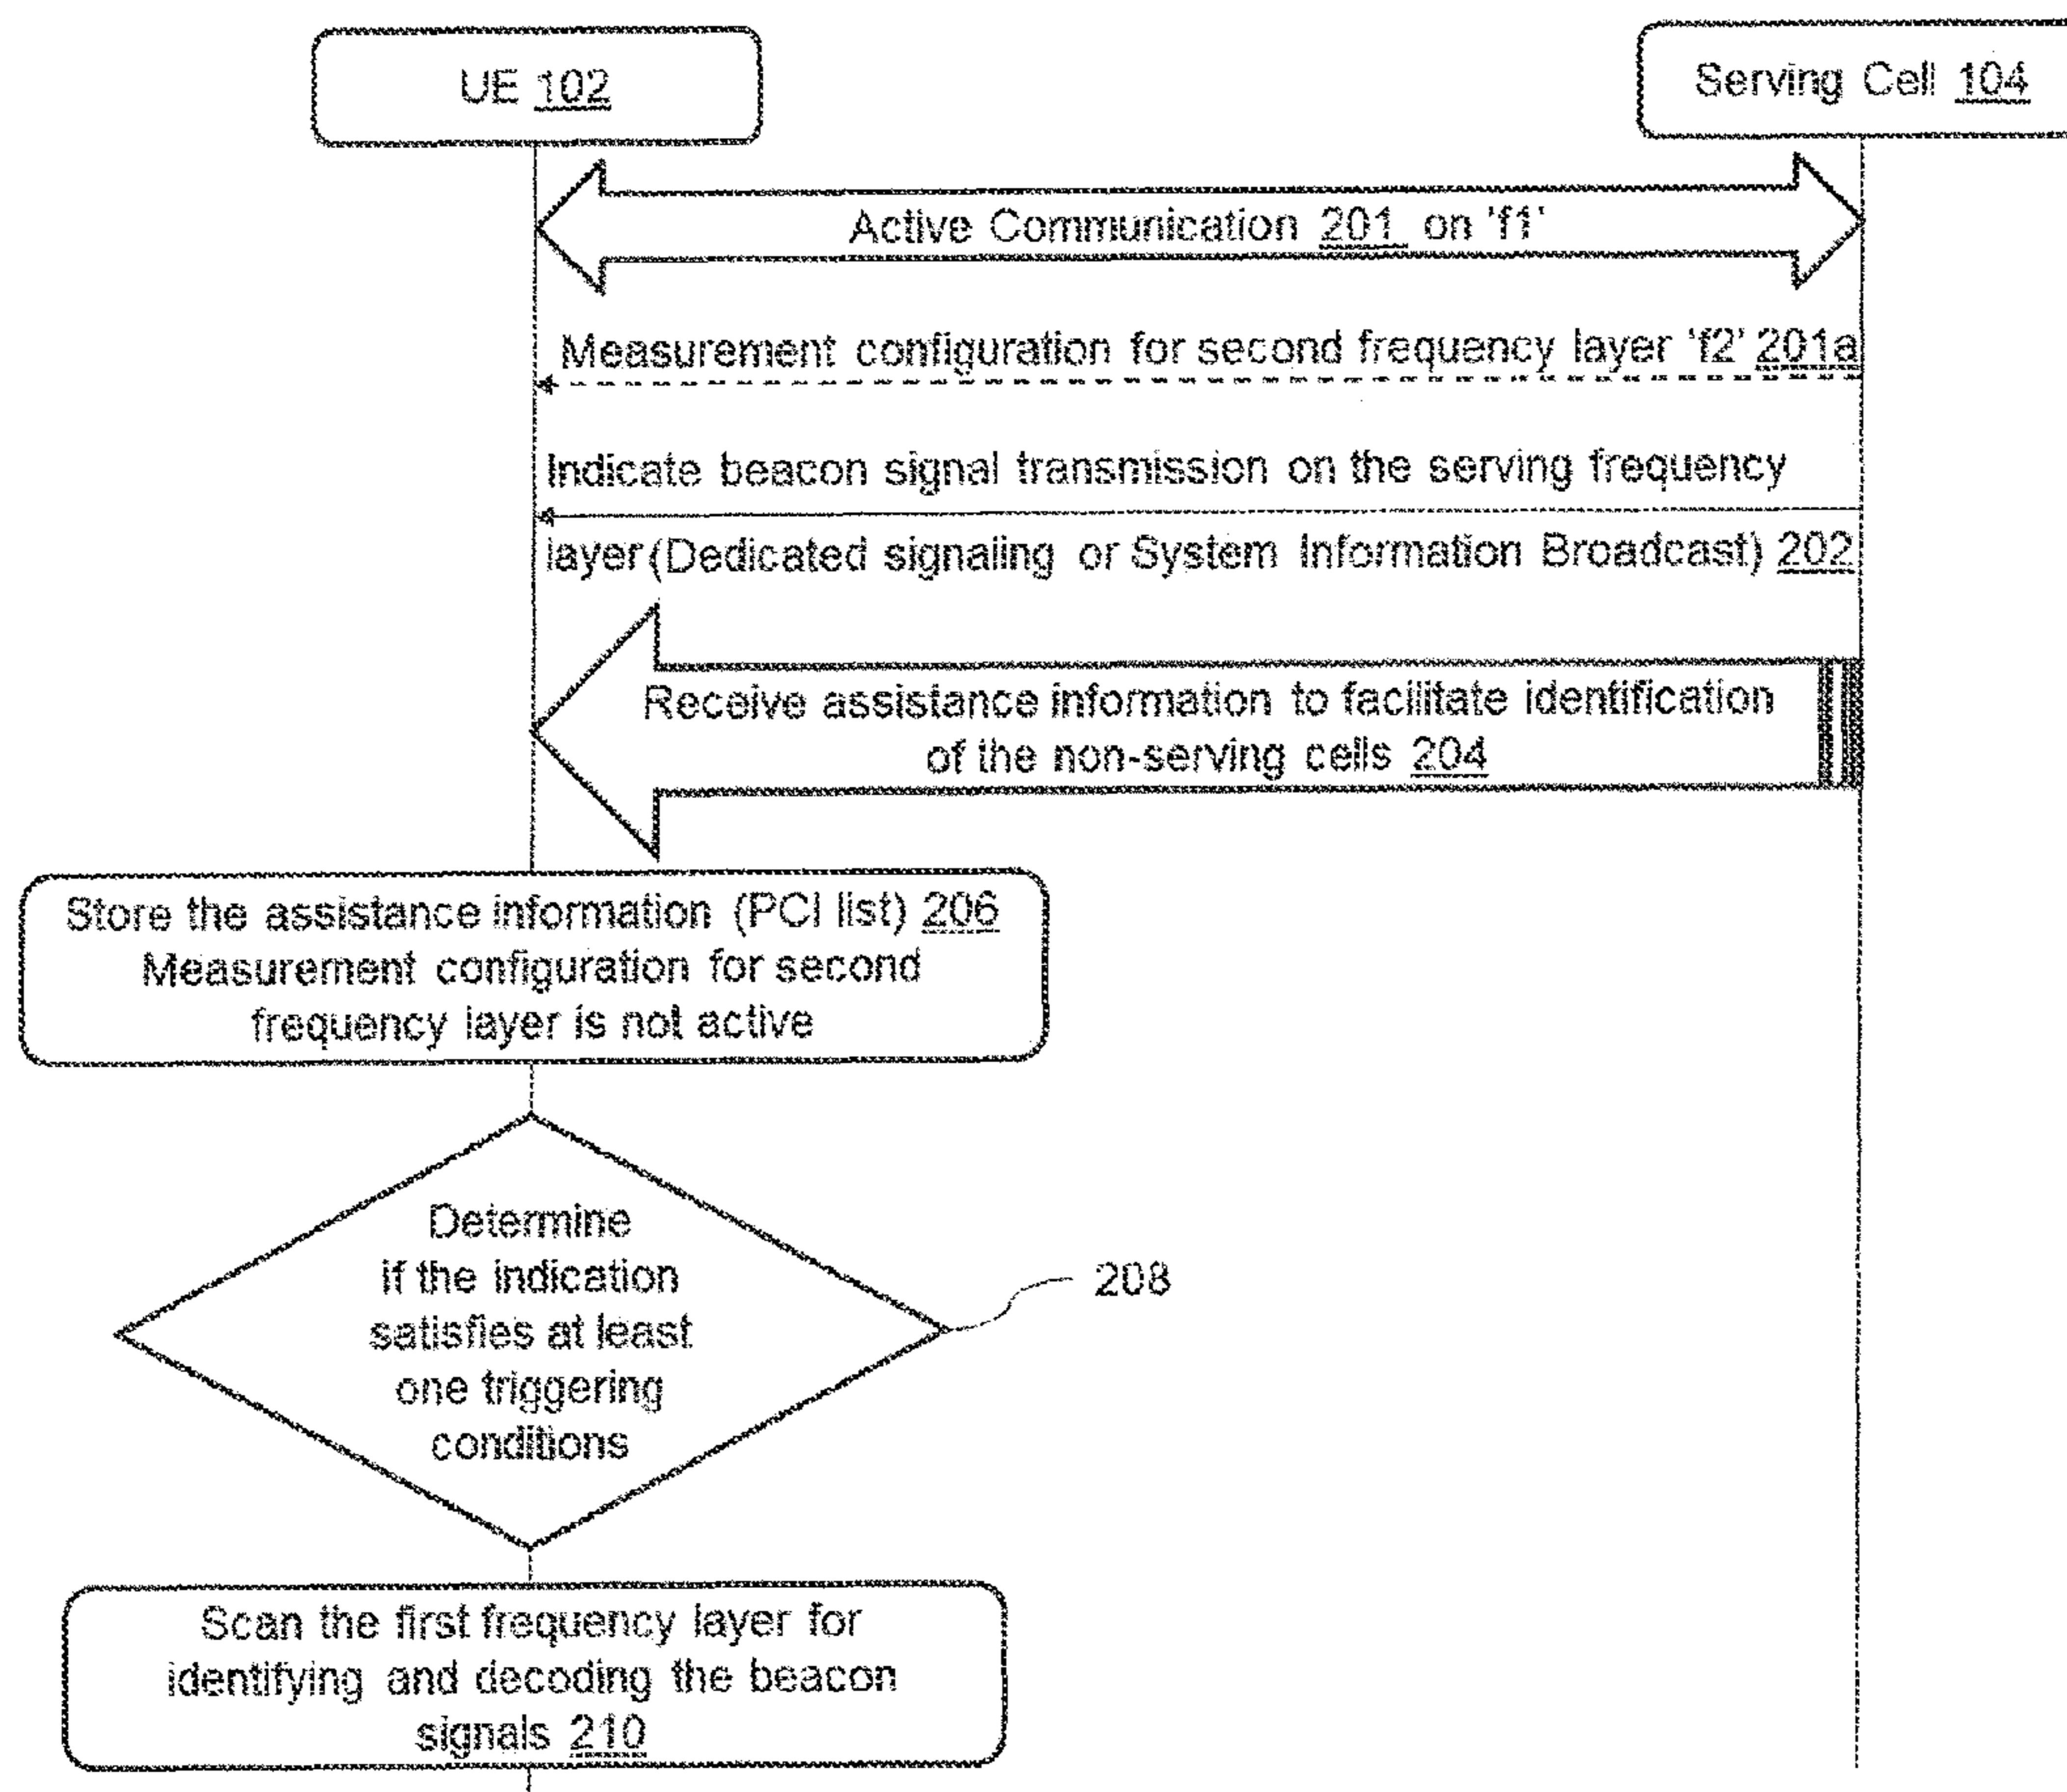 UE 102
Serving Cell 104
Active Communication 201 on 'f1'
Measurement configuration for second frequency layer 'f2' 201a
Indicate beacon signal transmission on the serving frequency
layer (Dedicated signaling or System Information Broadcast) 202
Receive assistance information to facilitate identification
of the non-serving cells 204
Store the assistance information (PCI list) 206
Measurement configuration for second
frequency layer is not active
Determine
if the indication
satisfies at least
one triggering
conditions
208
Scan the first frequency layer for
identifying and decoding the beacon
signals 210